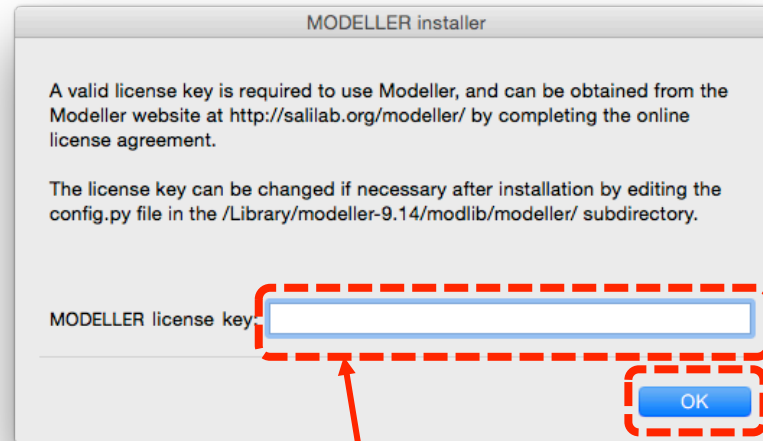 MODELLER installer
A valid license key is required to use Modeller, and can be obtained from the
Modeller website at http://salilab.org/modeller/ by completing the online
license agreement.
The license key can be changed if necessary after installation by editing the
config.py file in the /Library/modeller-9.14/modlib/modeller/ subdirectory.
MODELLER license key:
OK